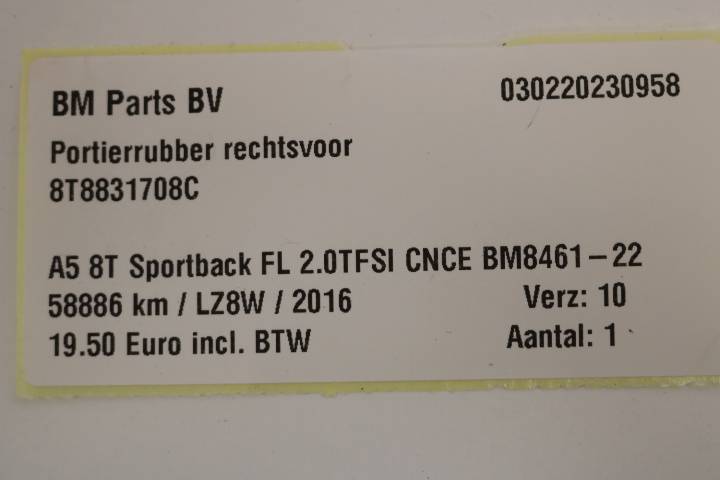 BM Parts BV 030220230958
Portierrubber rechtsvoor
8T8831708C
A5 8T Sportback FL 2.0TFSI CNCE BM8461-22
58886 km / LZ8W / 2016 Verz: 10
19.50 Euro incl. BTW Aantal: 1